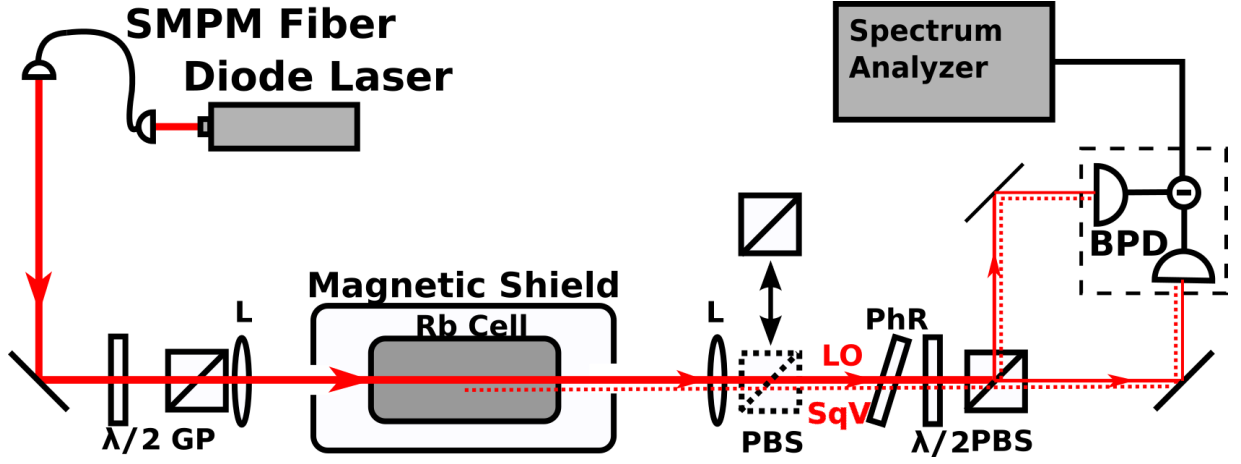 SMPM Fiber
Diode Laser
Spectrum
Analyzer
BPD
Magnetic Shield
Rb Cell
L
L
PhR
LO
SqV
λ/2 GP
PBS
λ/2PBS